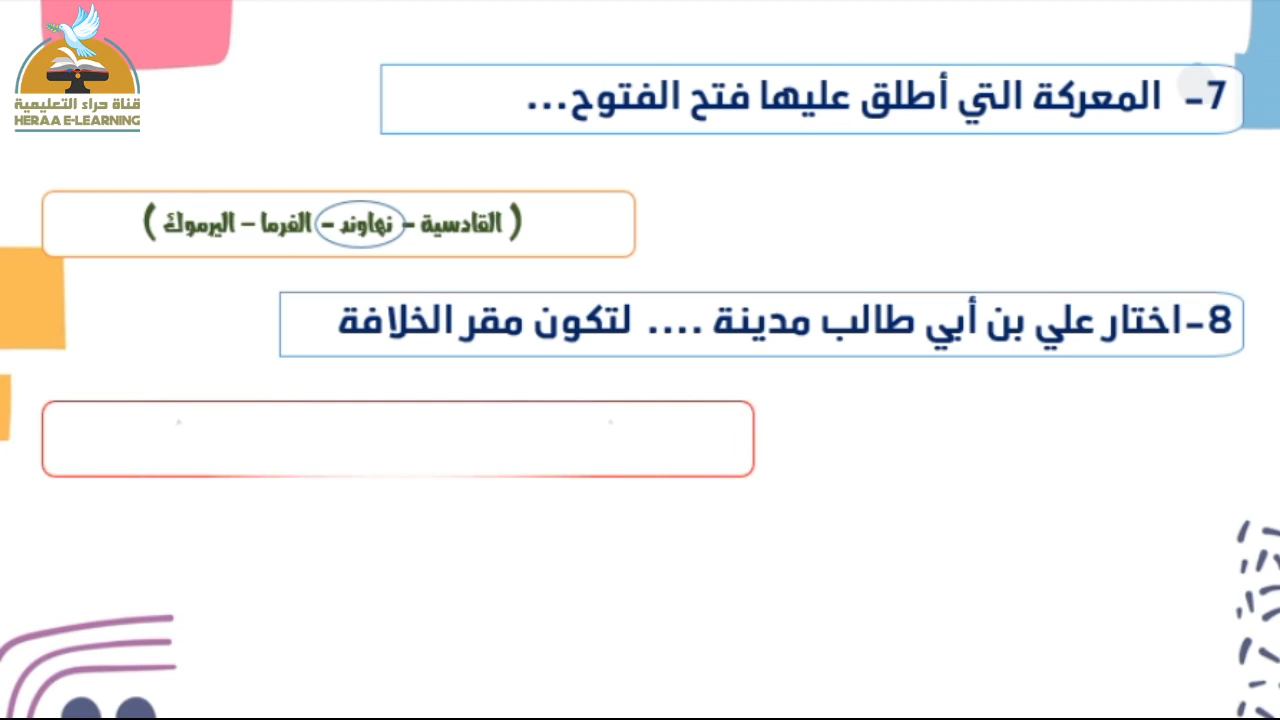 قناة حراء التعليمية
HERAA E-LEARNING
7- المعركة التي أطلق عليها فتح الفتوح...
( القادسية - نهاوند - الفرما - اليرموك )
8-اختار علي بن أبي طالب مدينة .... لتكون مقر الخلافة